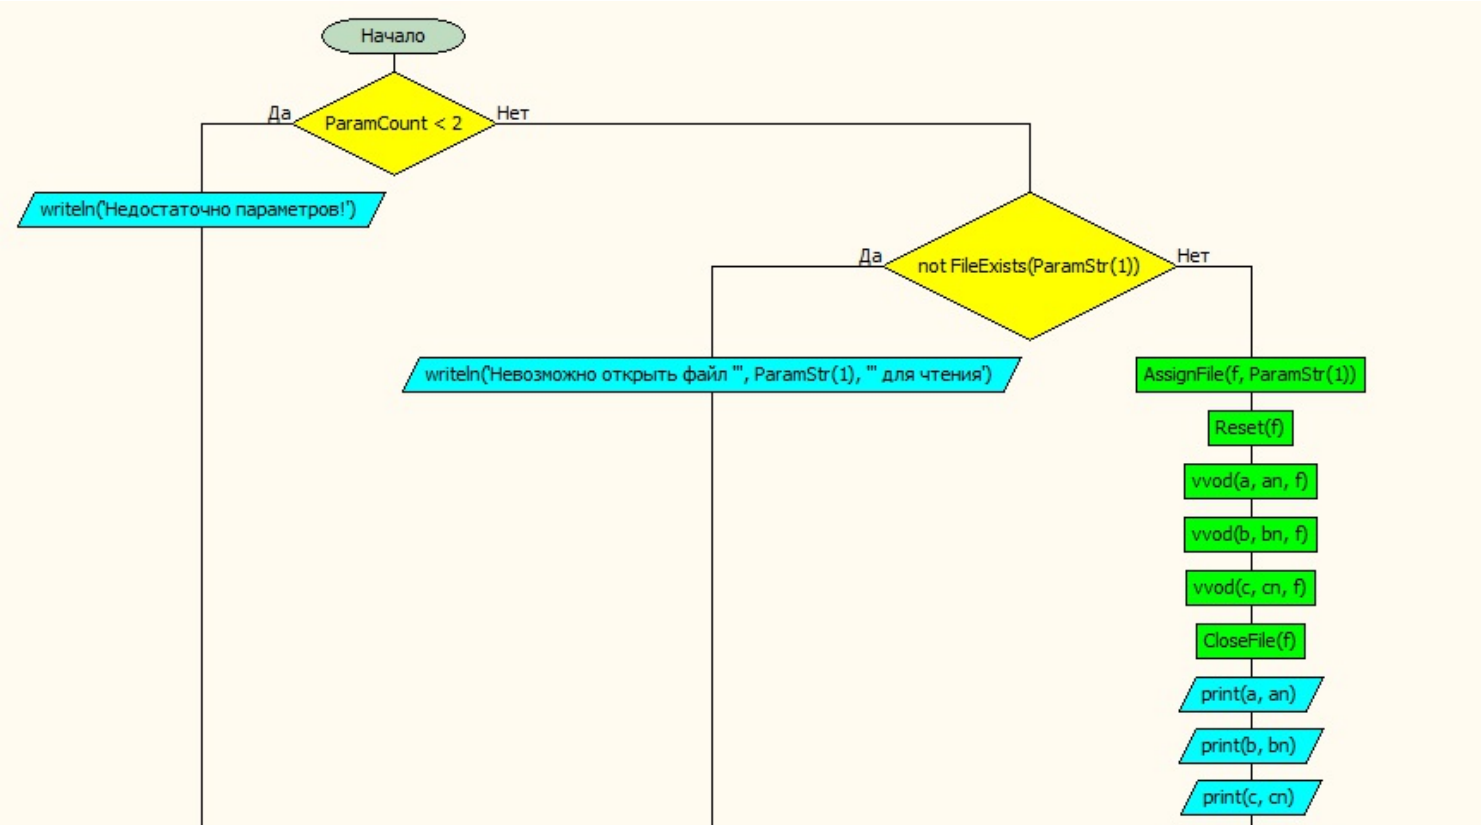 Начало
Да
ParamCount < 2
Нет
writeln('Недостаточно параметров!')
Да
not FileExists(ParamStr(1))
Нет
writeln('Невозможно открыть файл "', ParamStr(1), '" для чтения')
AssignFile(f, ParamStr(1))
Reset(f)
vvod(a, an, f)
vvod(b, bn, f)
vvod(c, cn, f)
CloseFile(f)
print(a, an)
print(b, bn)
print(c, cn)